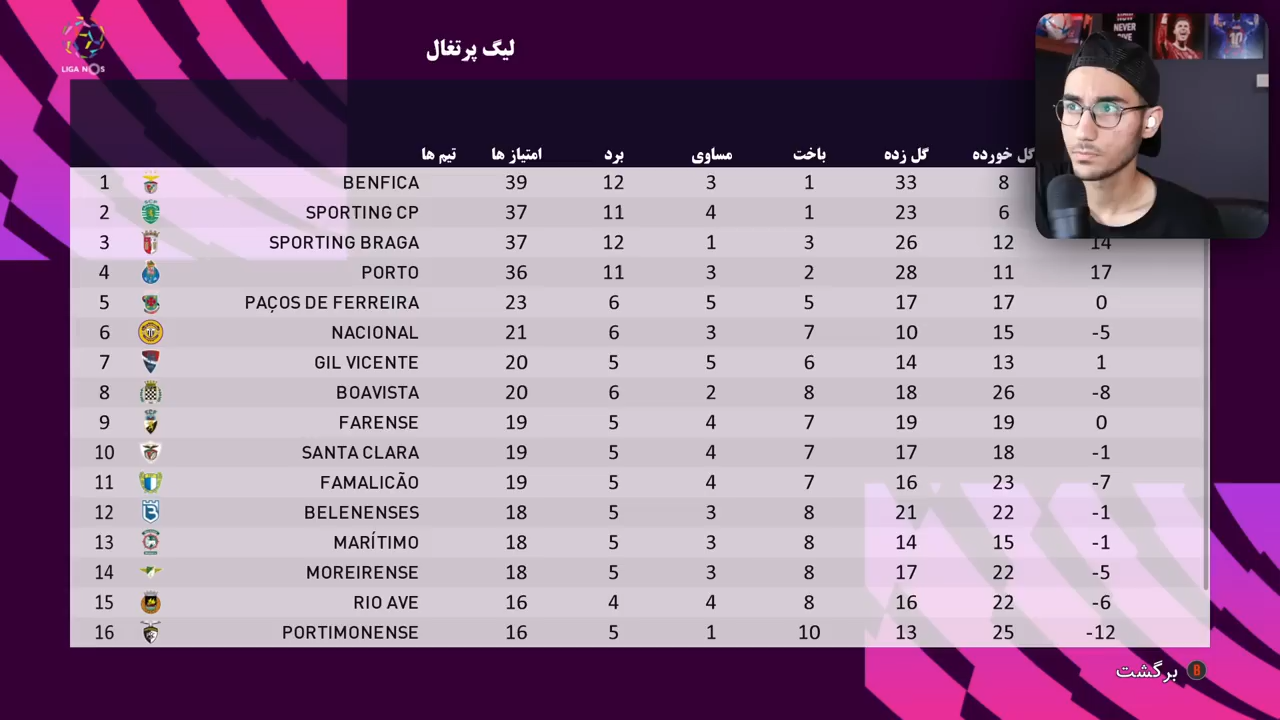 LIGA NOS
لیگ پرتغال
NEVER
GIVE
10
تیم ها امتیاز ها برد مساوی باخت گل زده گل خورده
1 BENFICA 39 12 3 1 33 8
2 SPORTING CP 37 11 4 1 23 6
3 SPORTING BRAGA 37 12 1 3 26 12 14
4 PORTO 36 11 3 2 28 11 17
5 PAÇOS DE FERREIRA 23 6 5 5 17 17 0
6 NACIONAL 21 6 3 7 10 15 -5
7 GIL VICENTE 20 5 5 6 14 13 1
8 BOAVISTA 20 6 2 8 18 26 -8
9 FARENSE 19 5 4 7 19 19 0
10 SANTA CLARA 19 5 4 7 17 18 -1
11 FAMALICÃO 19 5 4 7 16 23 -7
12 BELENENSES 18 5 3 8 21 22 -1
13 MARÍTIMO 18 5 3 8 14 15 -1
14 MOREIRENSE 18 5 3 8 17 22 -5
15 RIO AVE 16 4 4 8 16 22 -6
16 PORTIMONENSE 16 5 1 10 13 25 -12
برگشت B